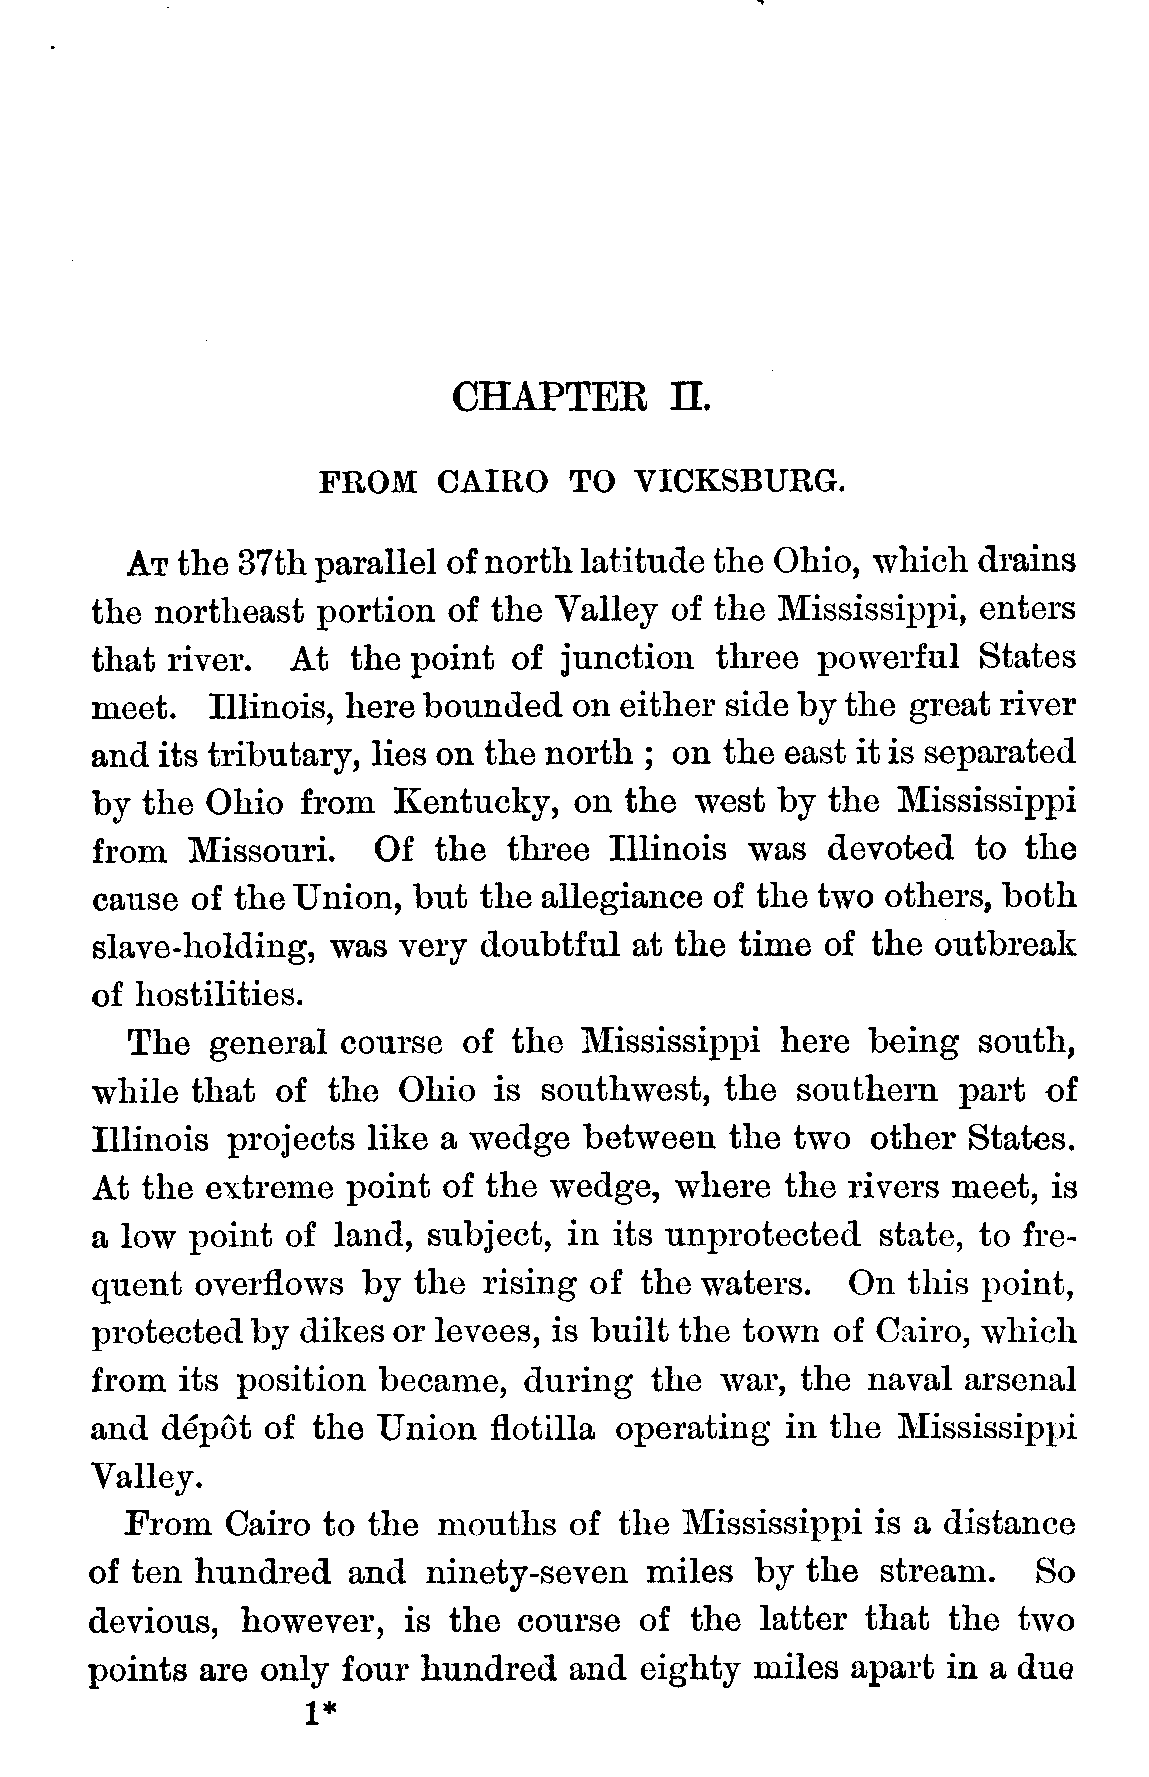 CHAPTER II.
FROM CAIRO TO VICKSBURG.
AT the 37th parallel of north latitude the Ohio, which drains
the northeast portion of the Valley of the Mississippi, enters
that river. At the point of junction three powerful States
meet. Illinois, here bounded on either side by the great river
and its tributary, lies on the north ; on the east it is separated
by the Ohio from Kentucky, on the west by the Mississippi
from Missouri. Of the three Illinois was devoted to the
cause of the Union, but the allegiance of the two others, both
slave-holding, was very doubtful at the time of the outbreak
of hostilities.
The general course of the Mississippi here being south,
while that of the Ohio is southwest, the southern part of
Illinois projects like a wedge between the two other States.
At the extreme point of the wedge, where the rivers meet, is
a low point of land, subject, in its unprotected state, to fre-
quent overflows by the rising of the waters. On this point,
protected by dikes or levees, is built the town of Cairo, which
from its position became, during the war, the naval arsenal
and dépôt of the Union flotilla operating in the Mississippi
Valley.
From Cairo to the mouths of the Mississippi is a distance
of ten hundred and ninety-seven miles by the stream. So
devious, however, is the course of the latter that the two
points are only four hundred and eighty miles apart in a due
1*